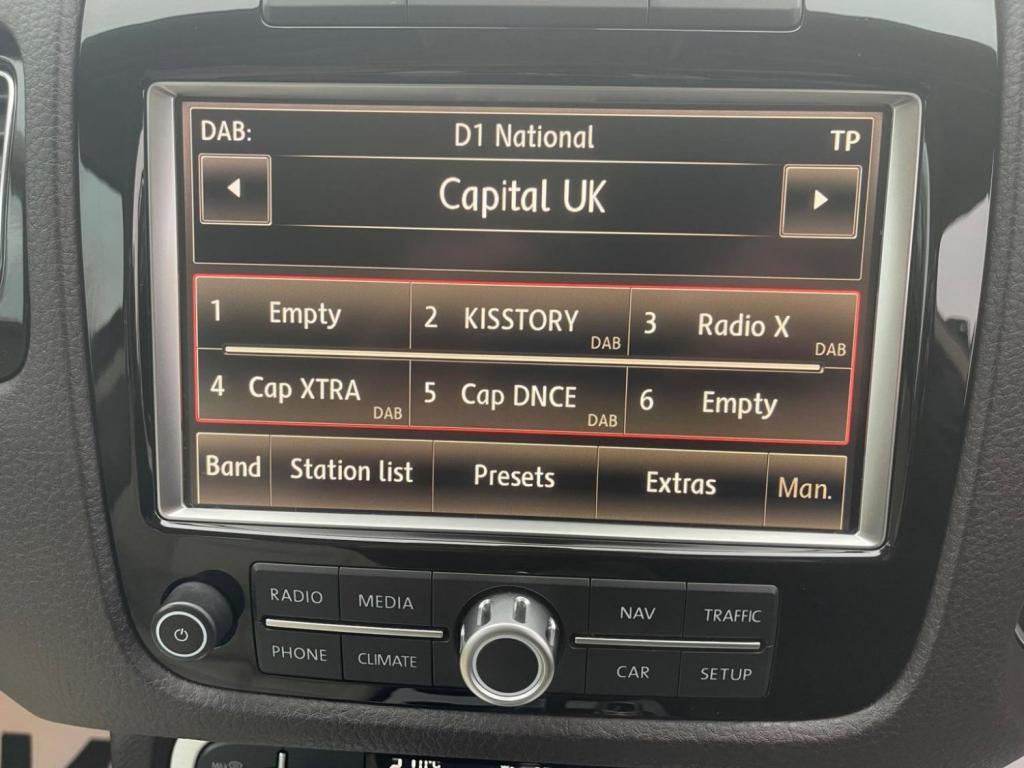 DAB: D1 National TP
Capital UK
1 Empty 2 KISSTORY DAB 3 Radio X DAB
4 Cap XTRA DAB 5 Cap DNCE DAB 6 Empty
Band Station list Presets Extras Man.
RADIO MEDIA NAV TRAFFIC
PHONE CLIMATE CAR SETUP